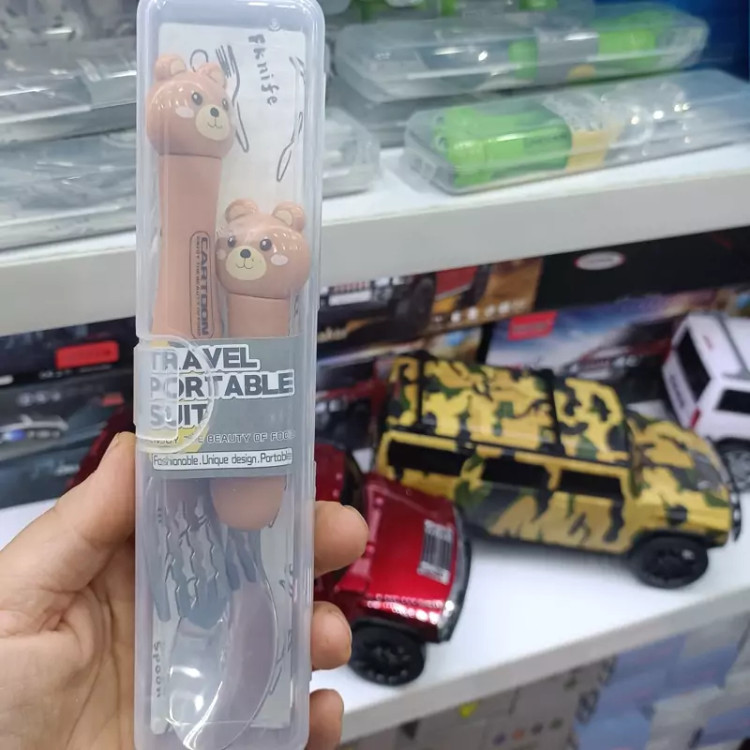 knife
CARTOON
TRAVEL
PORTABLE
SUIT
BEAUTY OF FOOD
Fashionable.Unique design.Portable
Spoon